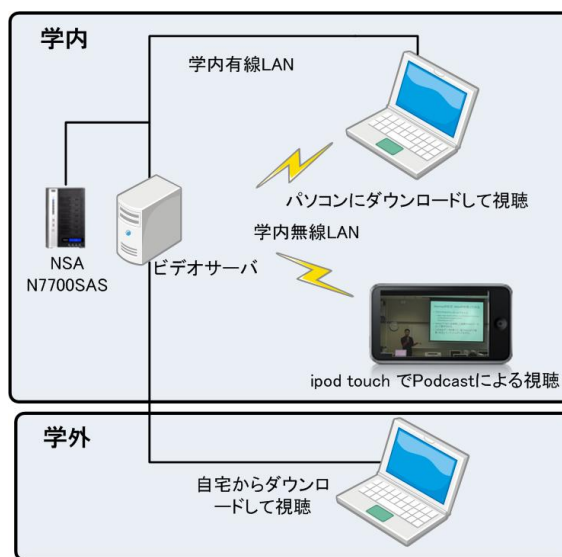 学内
学内有線LAN
パソコンにダウンロードして視聴
学内無線LAN
NSA
N7700SAS
ビデオサーバ
ipod touch でPodcastによる視聴
学外
自宅からダウンロ
ードして視聴